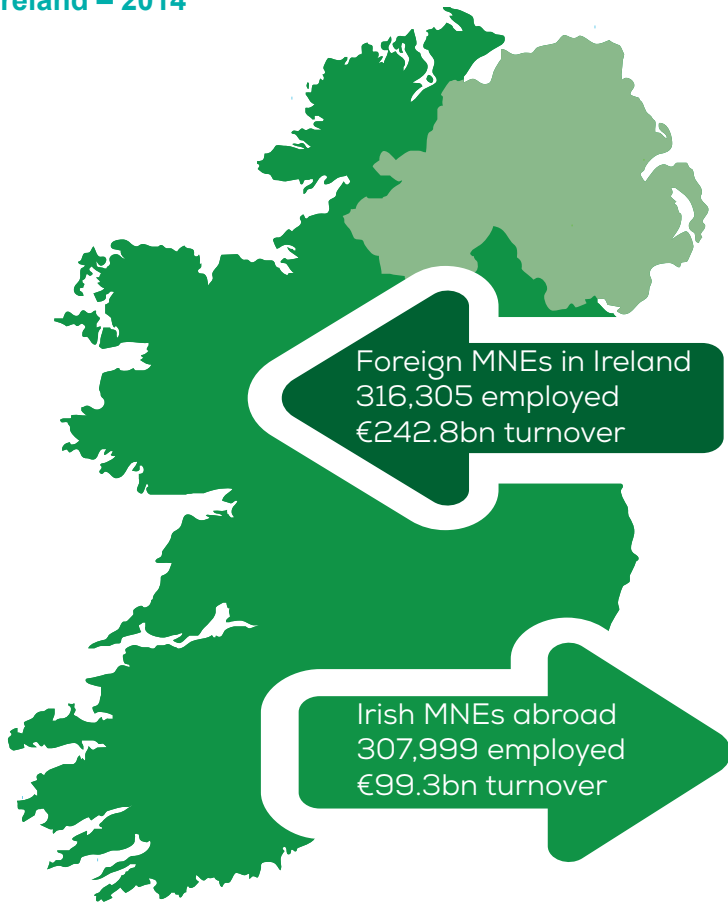 reland – 2014
Foreign MNEs in Ireland
316,305 employed
€242.8bn turnover
Irish MNEs abroad
307,999 employed
€99.3bn turnover